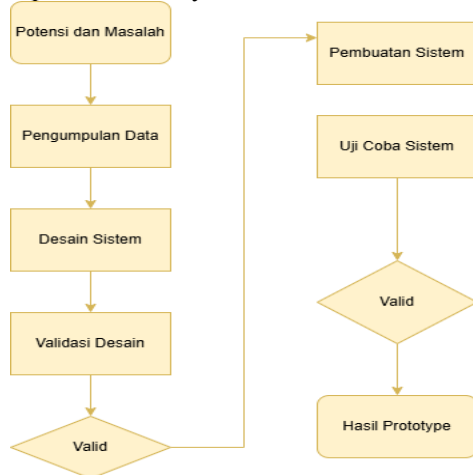 Potensi dan Masalah
Pengumpulan Data
Desain Sistem
Validasi Desain
Valid
Pembuatan Sistem
Uji Coba Sistem
Valid
Hasil Prototype